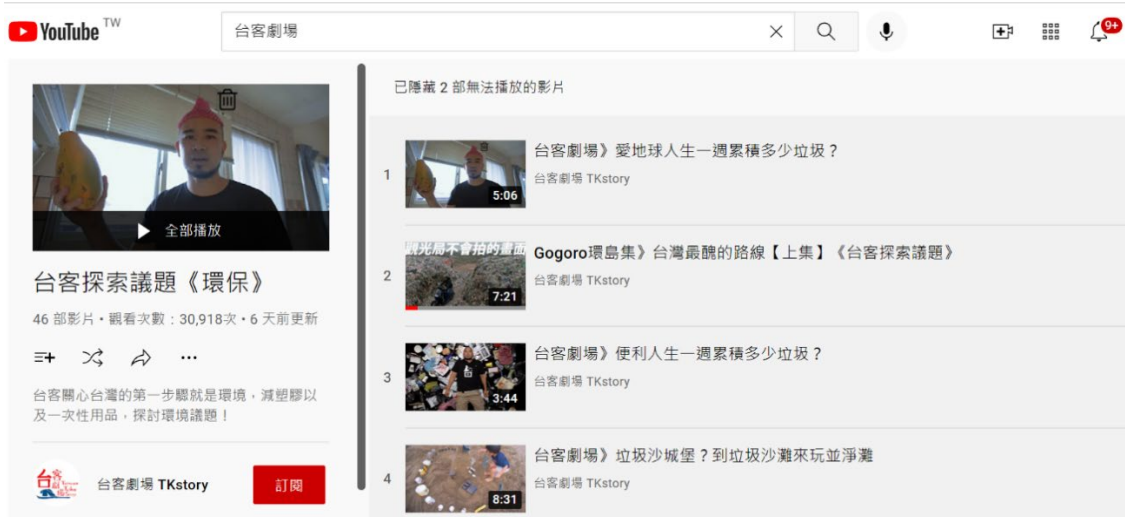 YouTube TW
台客劇場
9+
全部播放
台客探索議題《環保》
46 部影片・觀看次數：30,918次・6 天前更新
台客關心台灣的第一步驟就是環境，減塑膠以
及一次性用品，探討環境議題！
台客劇場 TKstory
訂閱
已隱藏 2 部無法播放的影片
1
5:06
台客劇場》愛地球人生一週累積多少垃圾？
台客劇場 TKstory
2
觀光局不會拍的畫面
7:21
Gogoro環島集》台灣最醜的路線【上集】《台客探索議題》
台客劇場 TKstory
3
3:44
台客劇場》便利人生一週累積多少垃圾？
台客劇場 TKstory
4
8:31
台客劇場》垃圾沙城堡？到垃圾沙灘來玩並淨灘
台客劇場 TKstory